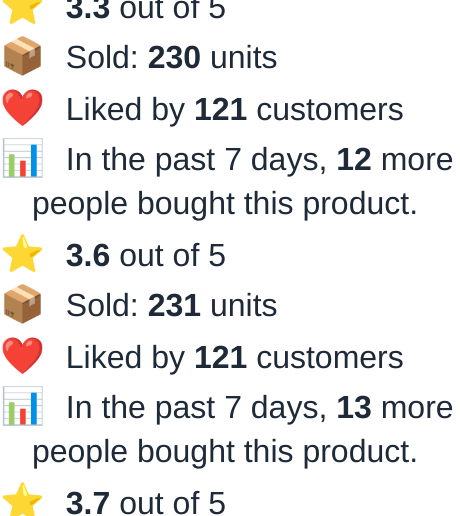 3.3 out of 5
Sold: 230 units
Liked by 121 customers
In the past 7 days, 12 more
people bought this product.
3.6 out of 5
Sold: 231 units
Liked by 121 customers
In the past 7 days, 13 more
people bought this product.
3.7 out of 5